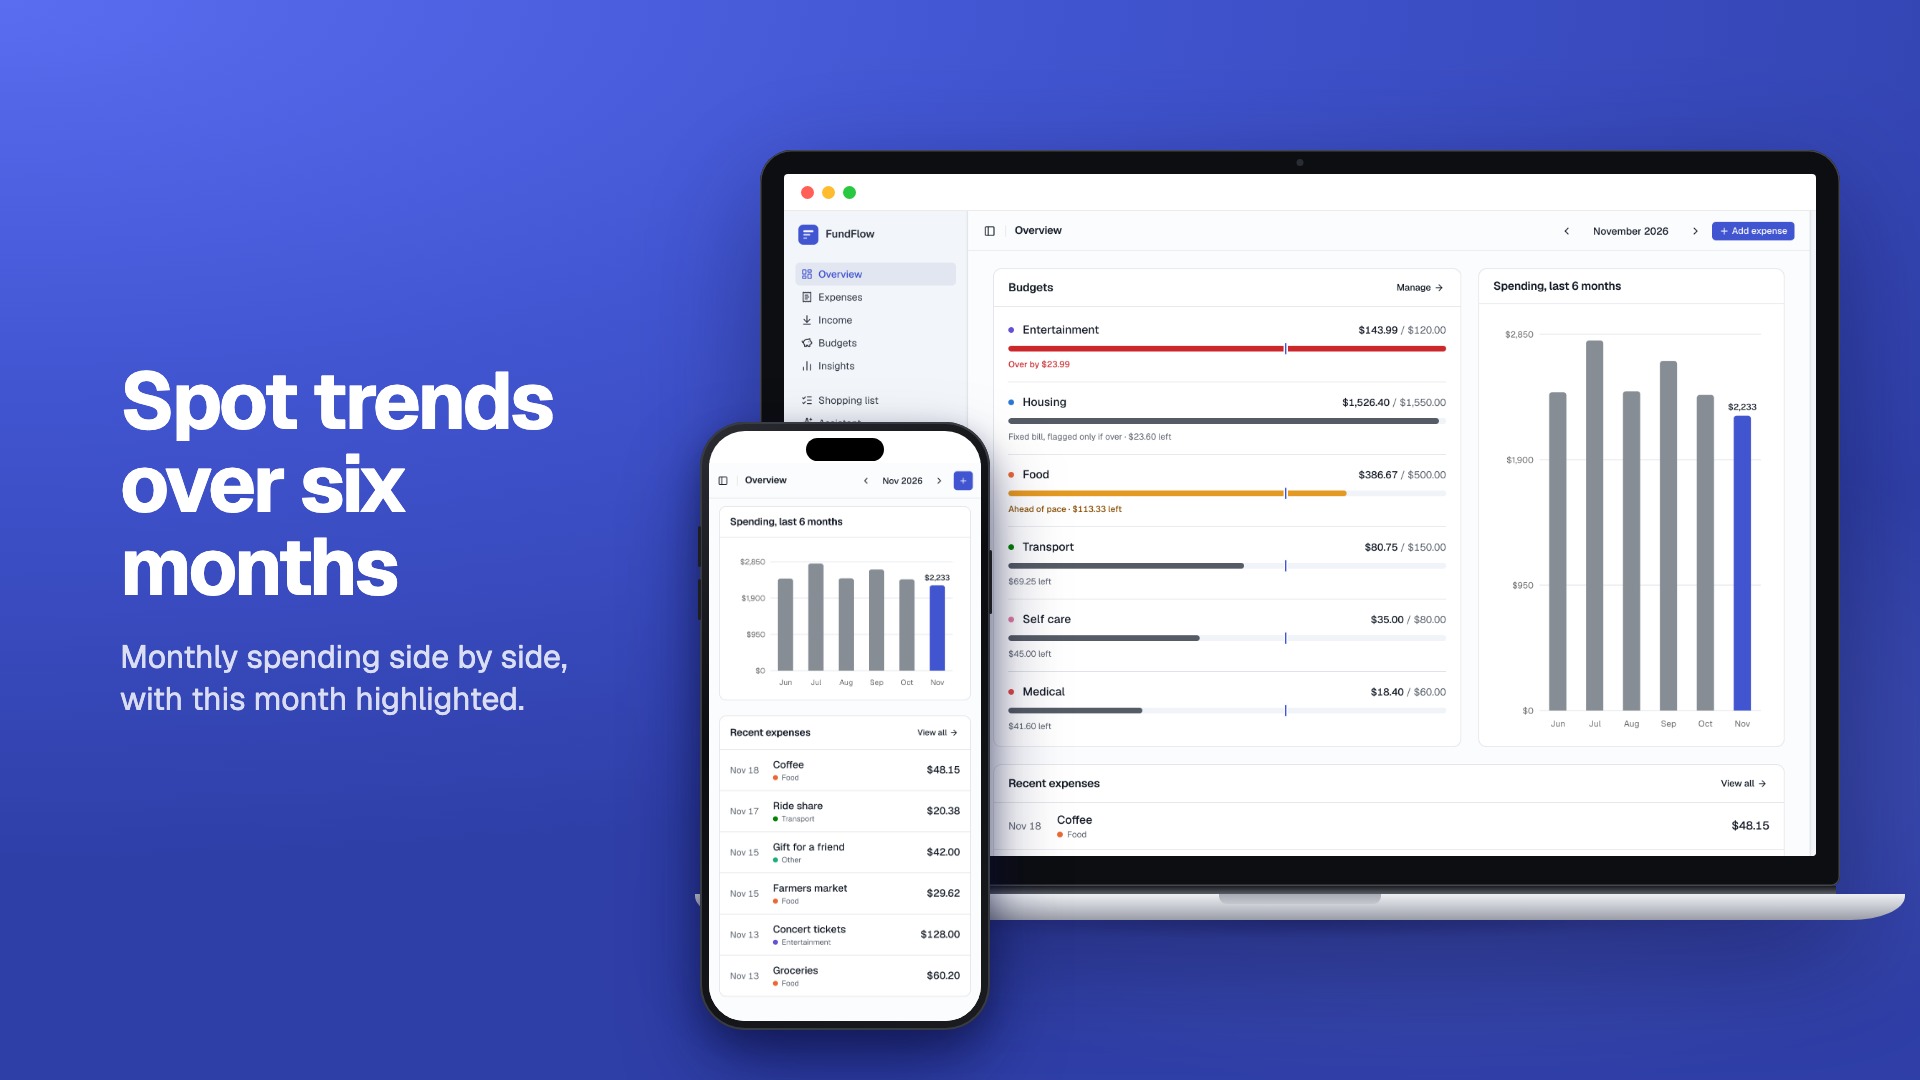 Spot trends
over six
months
Monthly spending side by side,
with this month highlighted.
FundFlow
Overview
Expenses
Income
Budgets
Insights
Shopping list
Overview
November 2026
+ Add expense
Budgets
Manage →
Entertainment
$143.99 / $120.00
Over by $23.99
Housing
$1,526.40 / $1,550.00
Fixed bill, flagged only if over · $23.60 left
Food
$386.67 / $500.00
Ahead of pace · $113.33 left
Transport
$80.75 / $150.00
$69.25 left
Self care
$35.00 / $80.00
$45.00 left
Medical
$18.40 / $60.00
$41.60 left
Spending, last 6 months
$2,850
$1,900
$950
$0
$2,233
Jun Jul Aug Sep Oct Nov
Recent expenses
View all →
Nov 18
Coffee
Food
$48.15
Overview
Nov 2026
+
Spending, last 6 months
$2,850
$1,900
$950
$0
$2,233
Jun Jul Aug Sep Oct Nov
Recent expenses
View all →
Nov 18
Coffee
Food
$48.15
Nov 17
Ride share
Transport
$20.38
Nov 15
Gift for a friend
Other
$42.00
Nov 15
Farmers market
Food
$29.62
Nov 13
Concert tickets
Entertainment
$128.00
Nov 13
Groceries
Food
$60.20